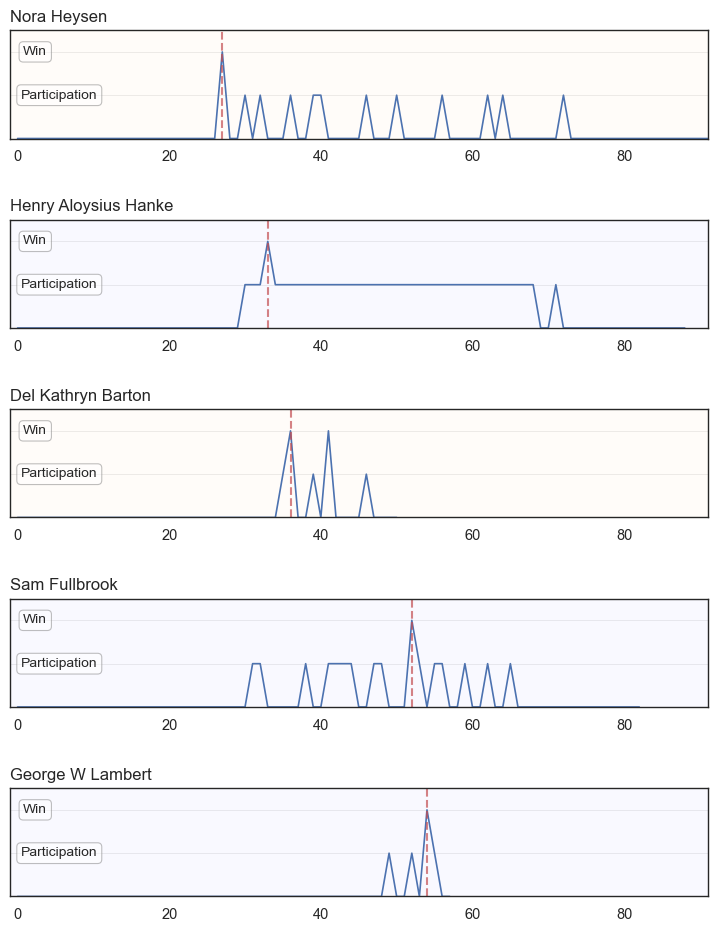 Nora Heysen
Win
Participation
0 20 40 60 80
Henry Aloysius Hanke
Win
Participation
0 20 40 60 80
Del Kathryn Barton
Win
Participation
0 20 40 60 80
Sam Fullbrook
Win
Participation
0 20 40 60 80
George W Lambert
Win
Participation
0 20 40 60 80